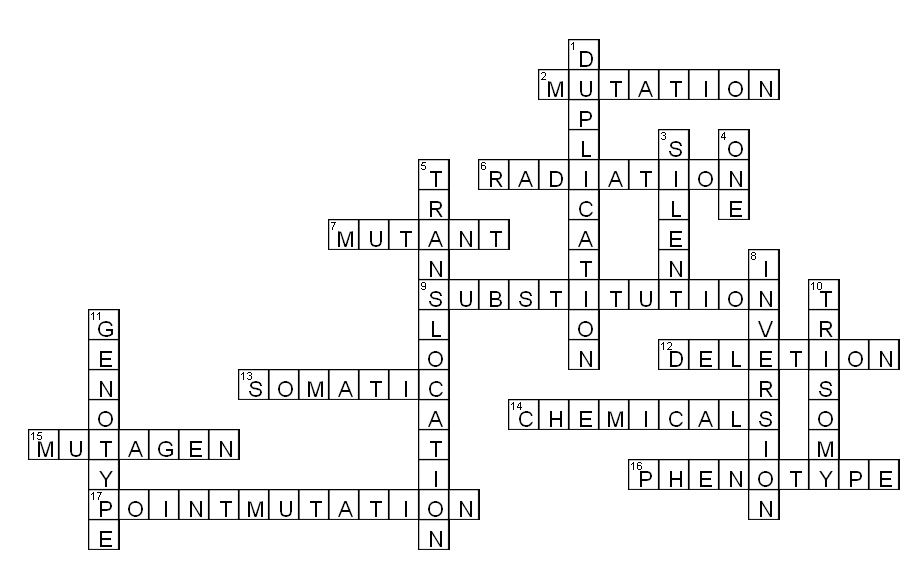 1 DUPLICATION
2 MUTATION
3 SILENT
4 ONE
5 TRANSLOCATION
6 RADIATION
7 MUTANT
8 INVERSION
9 SUBSTITUTION
10 TRISOMY
11 GENOTYPE
12 DELETION
13 SOMATIC
14 CHEMICALS
15 MUTAGEN
16 PHENOTYPE
17 POINTMUTATION